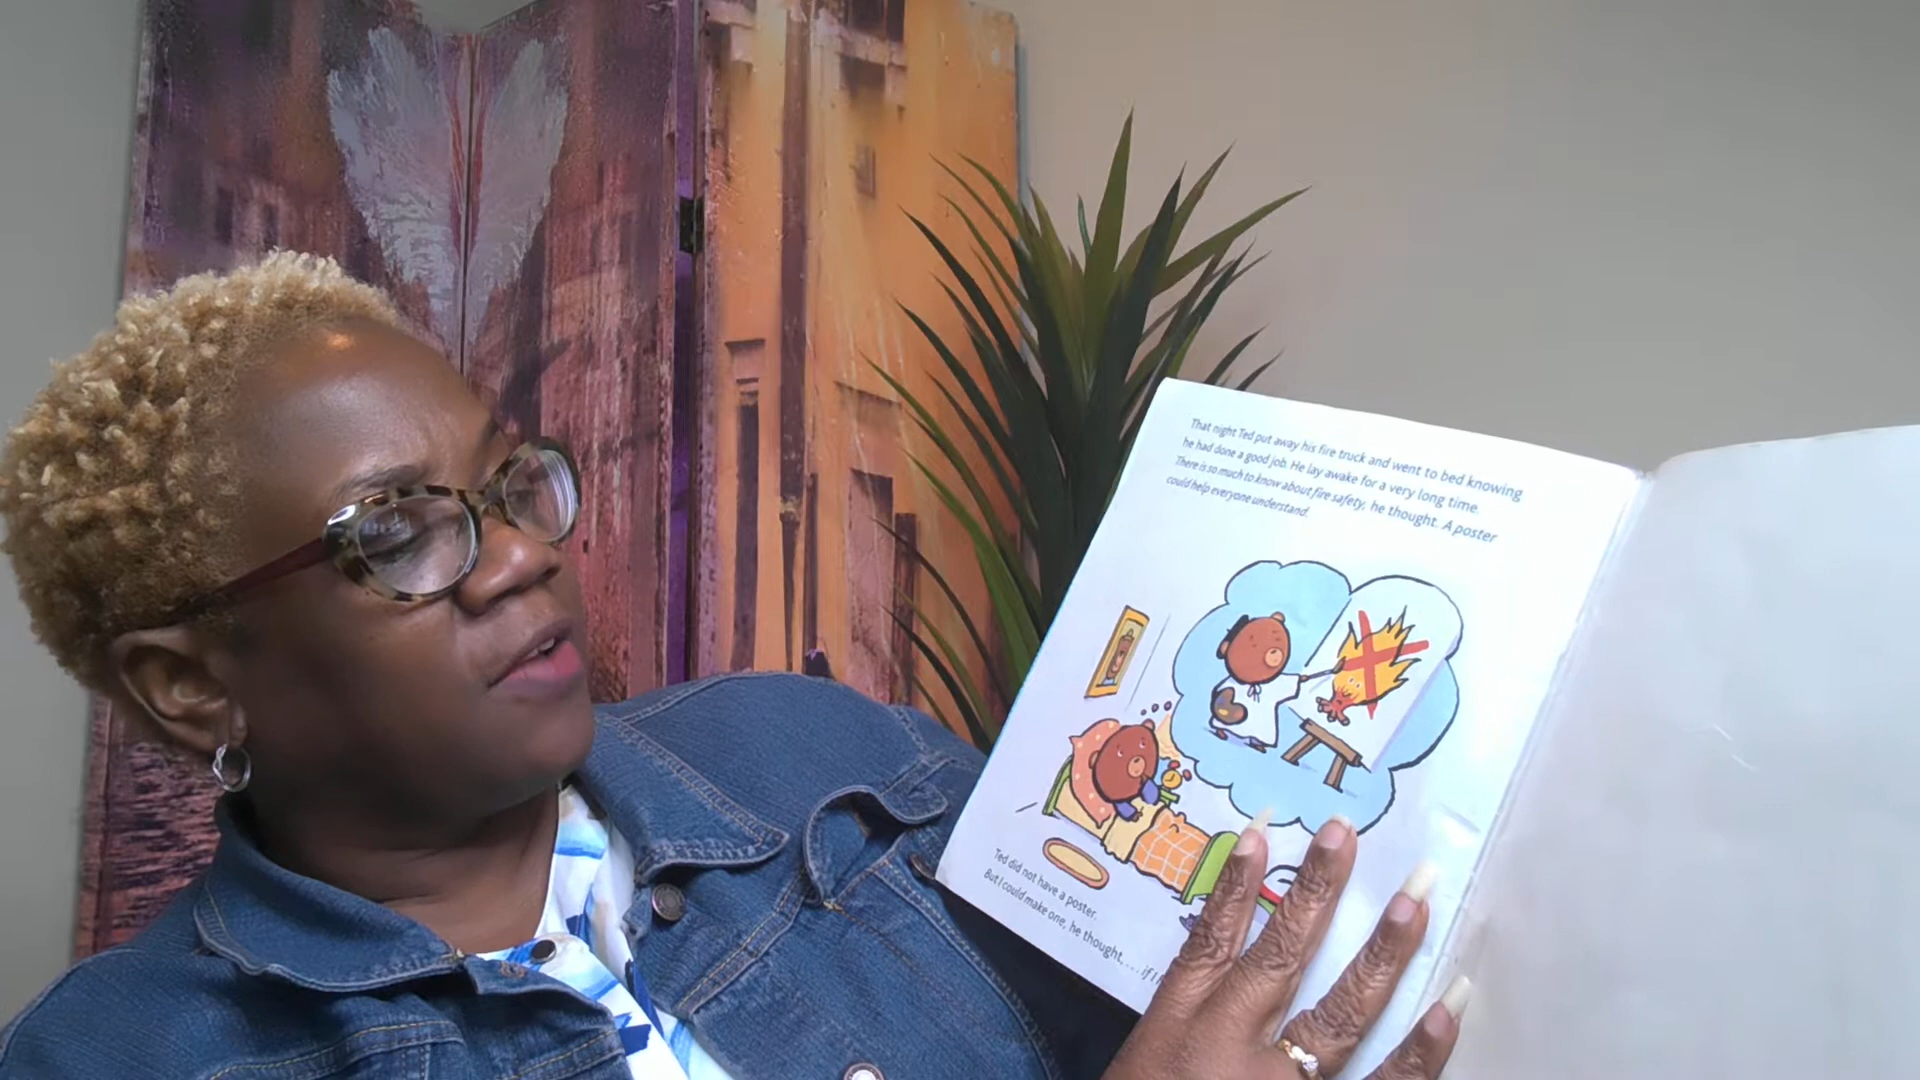 That night Ted put away his fire truck and went to bed knowing
he had done a good job. He lay awake for a very long time.
There is so much to know about fire safety, he thought. A poster
could help everyone understand.
Ted did not have a poster.
But I could make one, he thought, . . . if I